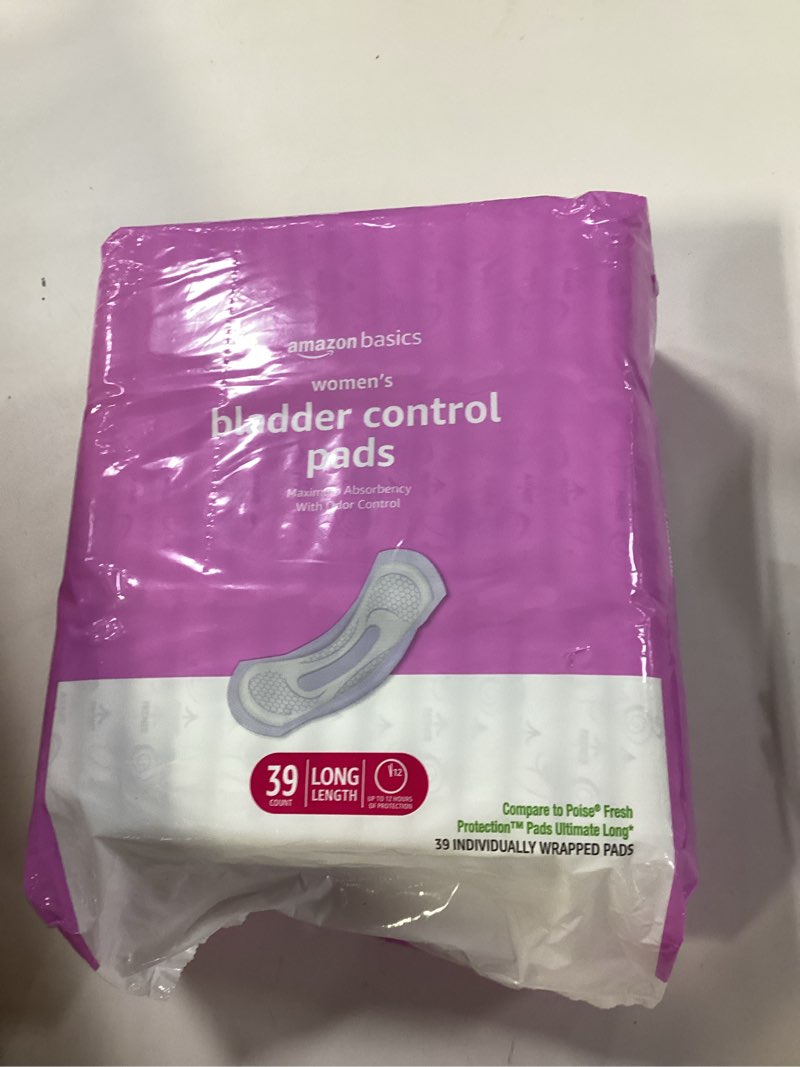 amazon basics
women's
bladder control
pads
Maximum Absorbency
With Odor Control
39 COUNT
LONG LENGTH
12
UP TO 12 HOURS
OF PROTECTION
Compare to Poise® Fresh
Protection™ Pads Ultimate Long*
39 INDIVIDUALLY WRAPPED PADS